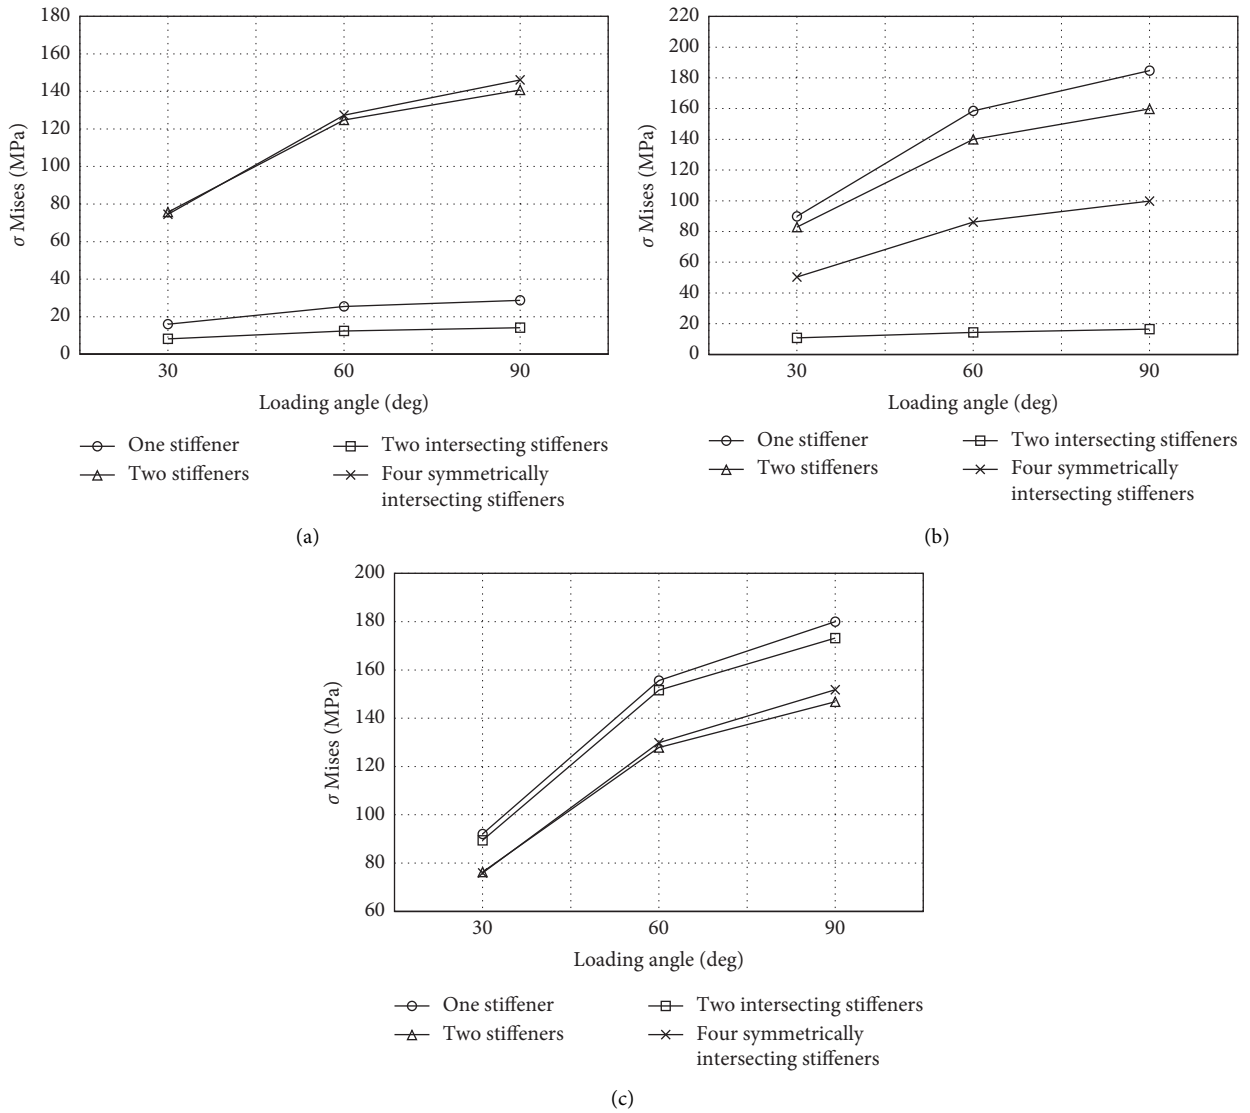 180
160
140
120
100
80
60
40
20
0
σ Mises (MPa)
30 60 90
Loading angle (deg)
One stiffener
Two stiffeners
Two intersecting stiffeners
Four symmetrically
intersecting stiffeners
(a)
220
200
180
160
140
120
100
80
60
40
20
0
σ Mises (MPa)
30 60 90
Loading angle (deg)
One stiffener
Two stiffeners
Two intersecting stiffeners
Four symmetrically
intersecting stiffeners
(b)
200
180
160
140
120
100
80
60
σ Mises (MPa)
30 60 90
Loading angle (deg)
One stiffener
Two stiffeners
Two intersecting stiffeners
Four symmetrically
intersecting stiffeners
(c)